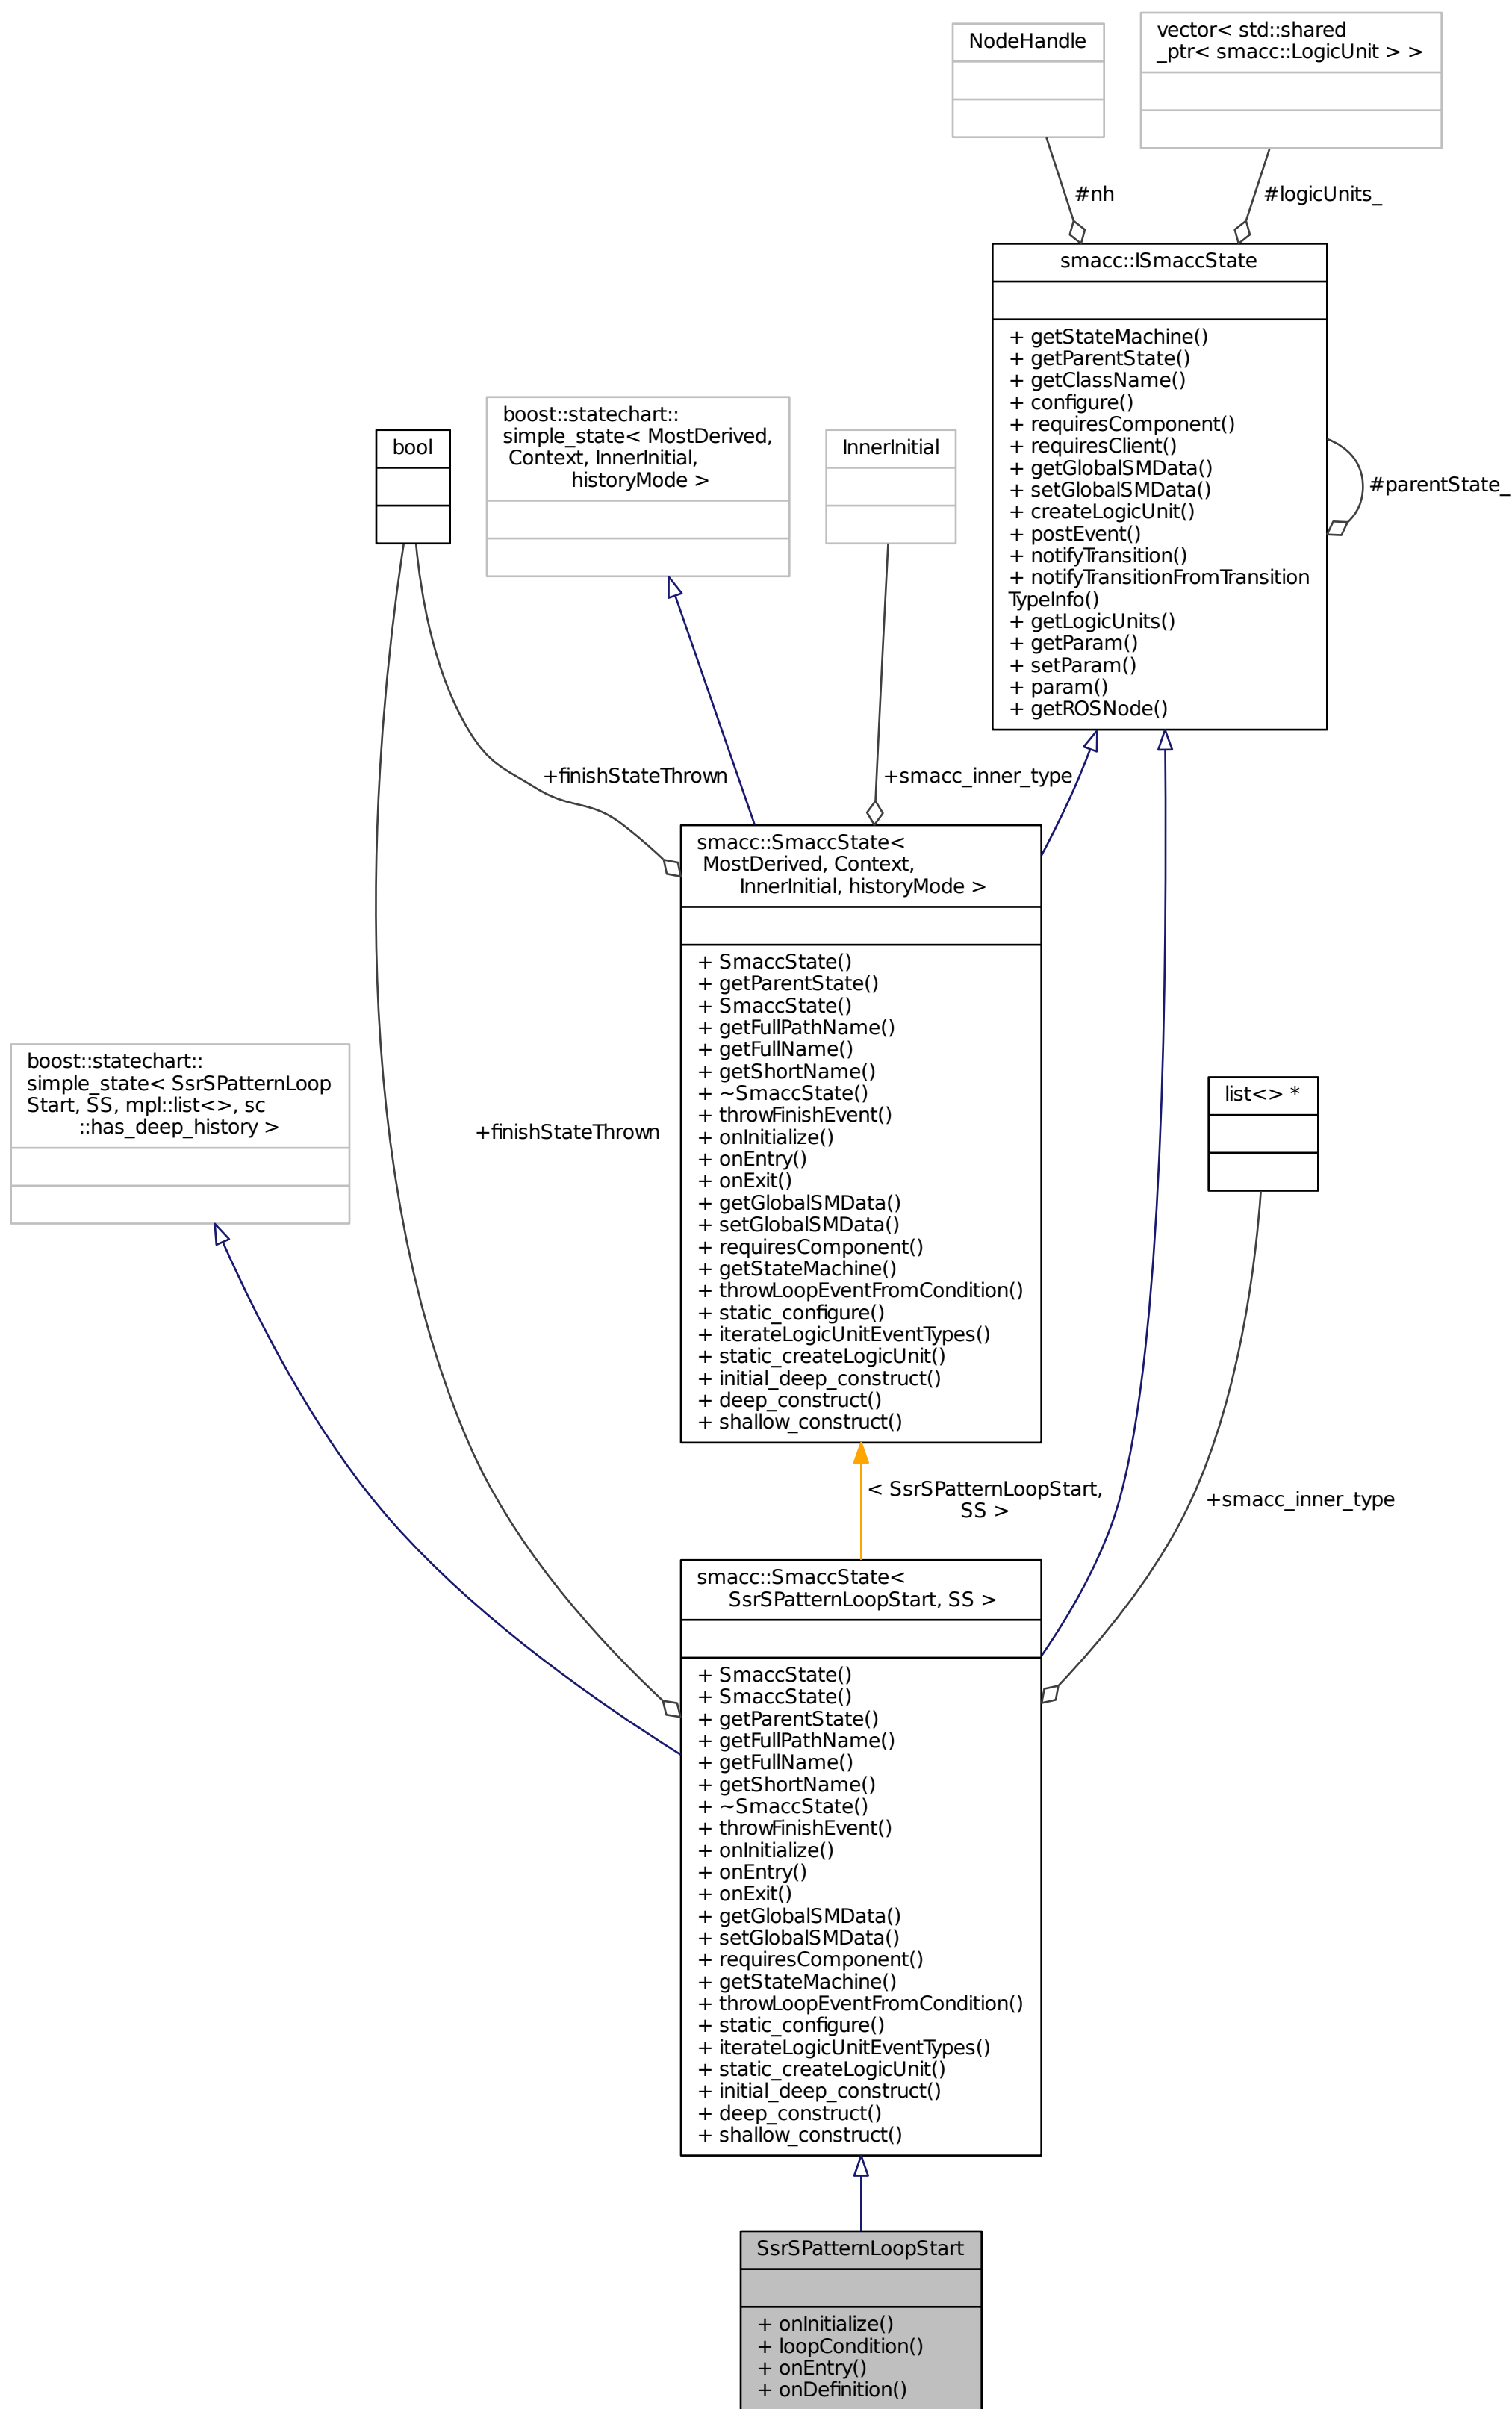 NodeHandle
vector< std::shared
_ptr< smacc::LogicUnit > >
#nh
#logicUnits_
smacc::ISmaccState
+ getStateMachine()
+ getParentState()
+ getClassName()
+ configure()
+ requiresComponent()
+ requiresClient()
+ getGlobalSMData()
+ setGlobalSMData()
+ createLogicUnit()
+ postEvent()
+ notifyTransition()
+ notifyTransitionFromTransition
TypeInfo()
+ getLogicUnits()
+ getParam()
+ setParam()
+ param()
+ getROSNode()
#parentState_
bool
boost::statechart::
simple_state< MostDerived,
Context, InnerInitial,
historyMode >
InnerInitial
+finishStateThrown
+smacc_inner_type
smacc::SmaccState<
MostDerived, Context,
InnerInitial, historyMode >
+ SmaccState()
+ getParentState()
+ SmaccState()
+ getFullPathName()
+ getFullName()
+ getShortName()
+ ~SmaccState()
+ throwFinishEvent()
+ onInitialize()
+ onEntry()
+ onExit()
+ getGlobalSMData()
+ setGlobalSMData()
+ requiresComponent()
+ getStateMachine()
+ throwLoopEventFromCondition()
+ static_configure()
+ iterateLogicUnitEventTypes()
+ static_createLogicUnit()
+ initial_deep_construct()
+ deep_construct()
+ shallow_construct()
boost::statechart::
simple_state< SsrSPatternLoop
Start, SS, mpl::list<>, sc
::has_deep_history >
+finishStateThrown
list<> *
< SsrSPatternLoopStart,
SS >
+smacc_inner_type
smacc::SmaccState<
SsrSPatternLoopStart, SS >
+ SmaccState()
+ SmaccState()
+ getParentState()
+ getFullPathName()
+ getFullName()
+ getShortName()
+ ~SmaccState()
+ throwFinishEvent()
+ onInitialize()
+ onEntry()
+ onExit()
+ getGlobalSMData()
+ setGlobalSMData()
+ requiresComponent()
+ getStateMachine()
+ throwLoopEventFromCondition()
+ static_configure()
+ iterateLogicUnitEventTypes()
+ static_createLogicUnit()
+ initial_deep_construct()
+ deep_construct()
+ shallow_construct()
SsrSPatternLoopStart
+ onInitialize()
+ loopCondition()
+ onEntry()
+ onDefinition()